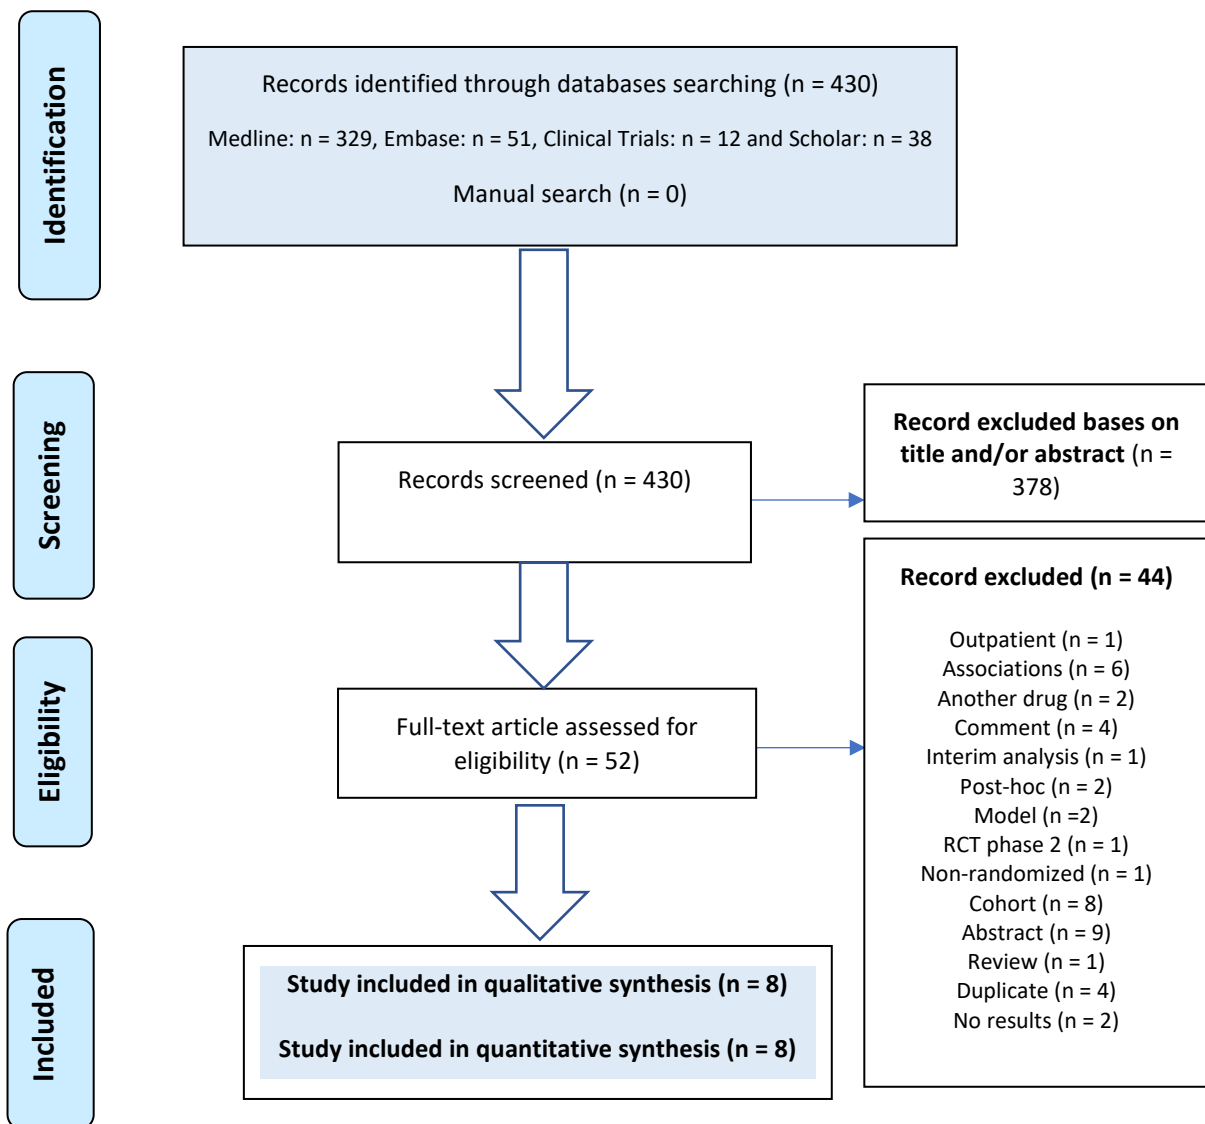 Identification
Records identified through databases searching (n = 430)
Medline: n = 329, Embase: n = 51, Clinical Trials: n = 12 and Scholar: n = 38
Manual search (n = 0)
Screening
Records screened (n = 430)
Record excluded bases on
title and/or abstract (n =
378)
Eligibility
Full-text article assessed for
eligibility (n = 52)
Record excluded (n = 44)
Outpatient (n = 1)
Associations (n = 6)
Another drug (n = 2)
Comment (n = 4)
Interim analysis (n = 1)
Post-hoc (n = 2)
Model (n =2)
RCT phase 2 (n = 1)
Non-randomized (n = 1)
Cohort (n = 8)
Abstract (n = 9)
Review (n = 1)
Duplicate (n = 4)
No results (n = 2)
Included
Study included in qualitative synthesis (n = 8)
Study included in quantitative synthesis (n = 8)